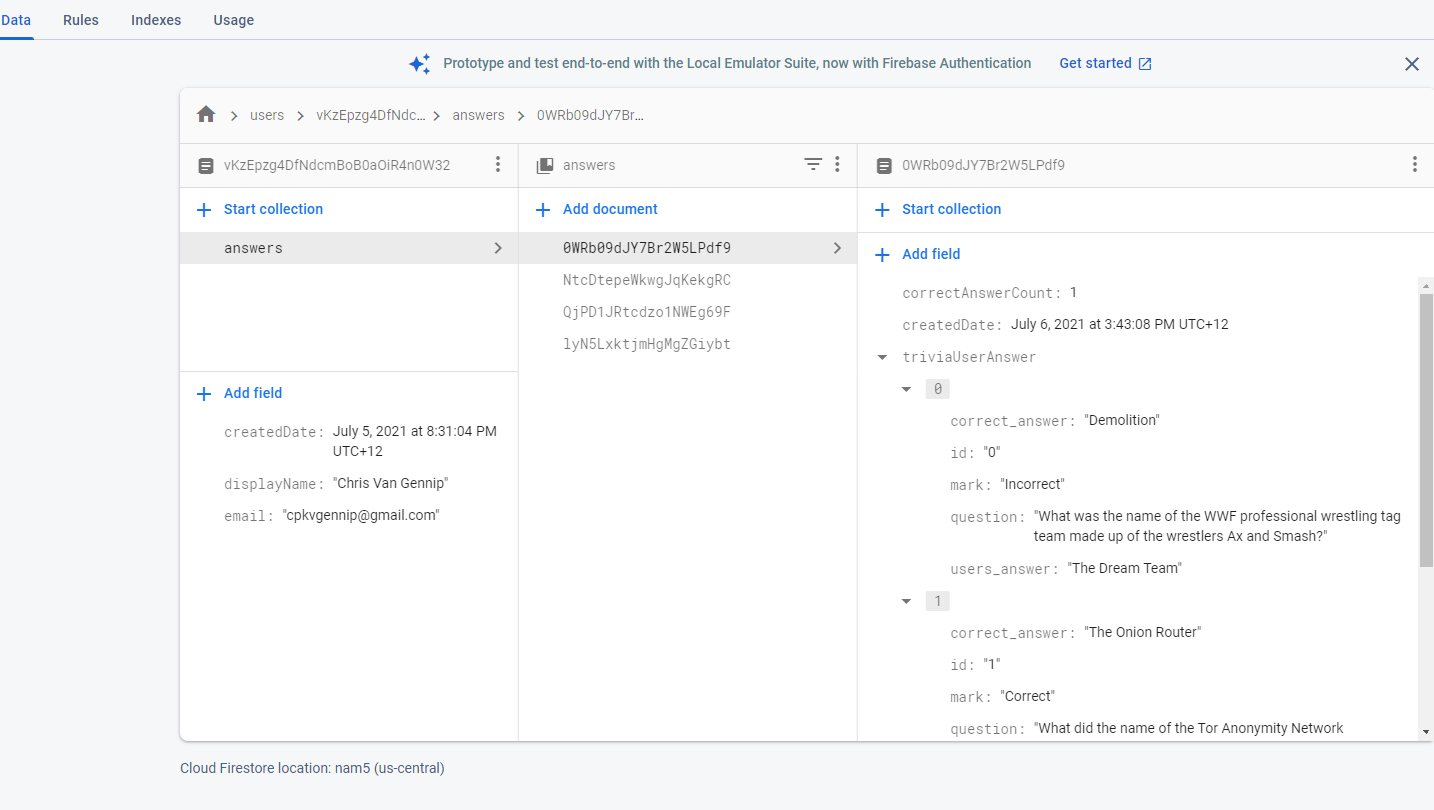 Data Rules Indexes Usage
Prototype and test end-to-end with the Local Emulator Suite, now with Firebase Authentication Get started
users vKzEpzg4DfNdc... answers 0WRb09dJY7Br...
vKzEpzg4DfNdcmBoB0aOiR4n0W32
Start collection
answers
Add field
createdDate: July 5, 2021 at 8:31:04 PM
UTC+12
displayName: "Chris Van Gennip"
email: "cpkvgennip@gmail.com"
answers
Add document
0WRb09dJY7Br2W5LPdf9
NtcDtepeWkwgJqKekgRC
QjPD1JRtcdzo1NWEg69F
lyN5LxktjmHgMgZGiybt
0WRb09dJY7Br2W5LPdf9
Start collection
Add field
correctAnswerCount: 1
createdDate: July 6, 2021 at 3:43:08 PM UTC+12
triviaUserAnswer
0
correct_answer: "Demolition"
id: "0"
mark: "Incorrect"
question: "What was the name of the WWF professional wrestling tag
team made up of the wrestlers Ax and Smash?"
users_answer: "The Dream Team"
1
correct_answer: "The Onion Router"
id: "1"
mark: "Correct"
question: "What did the name of the Tor Anonymity Network
Cloud Firestore location: nam5 (us-central)